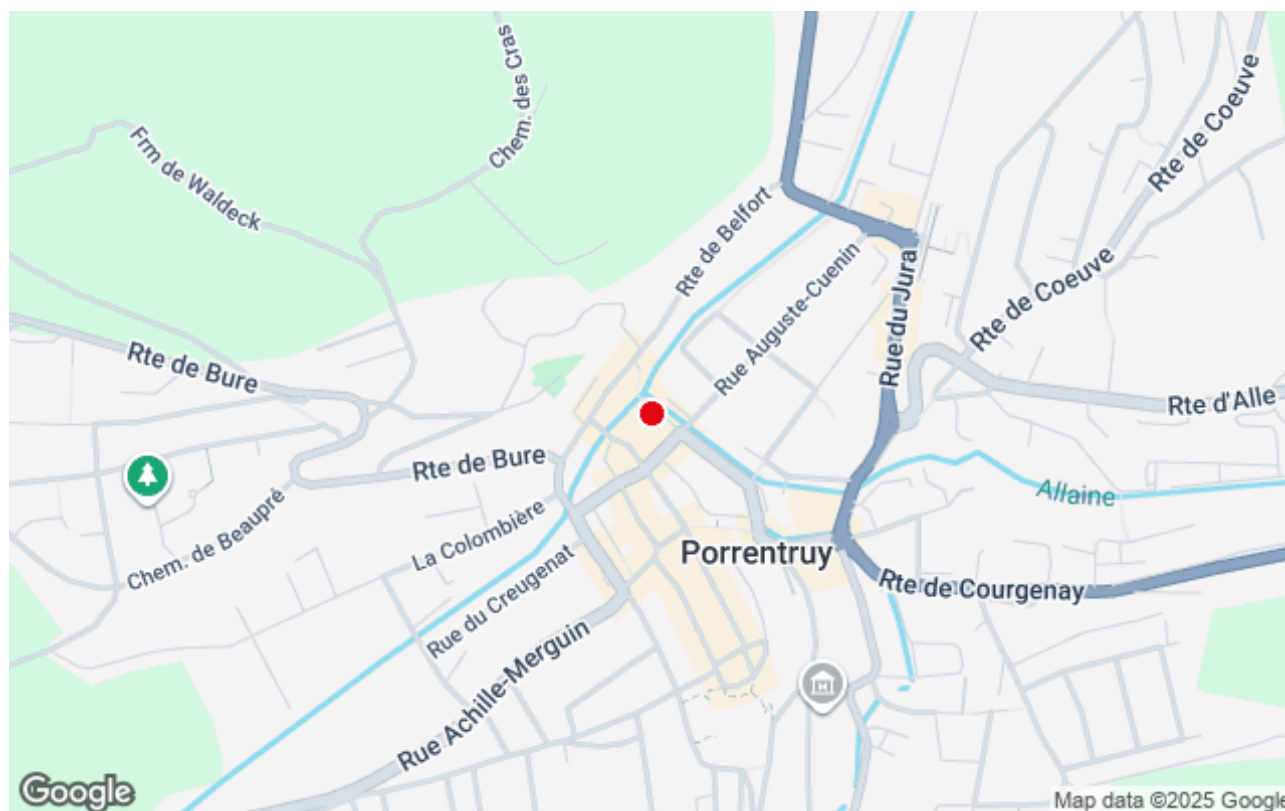 Chem. des Cras
Frm de Waldeck
Rte de Coeuve
Rte de Belfort
Rue Auguste-Cuenin
Rue du Jura
Rte de Coeuve
Rte de Bure
Rte d'Alle
Rte de Bure
Allaine
Chem. de Beaupré
La Colombière
Porrentruy
Rue du Creugenat
Rte de Courgenay
Rue Achille-Merguin
Google
Map data ©2025 Google